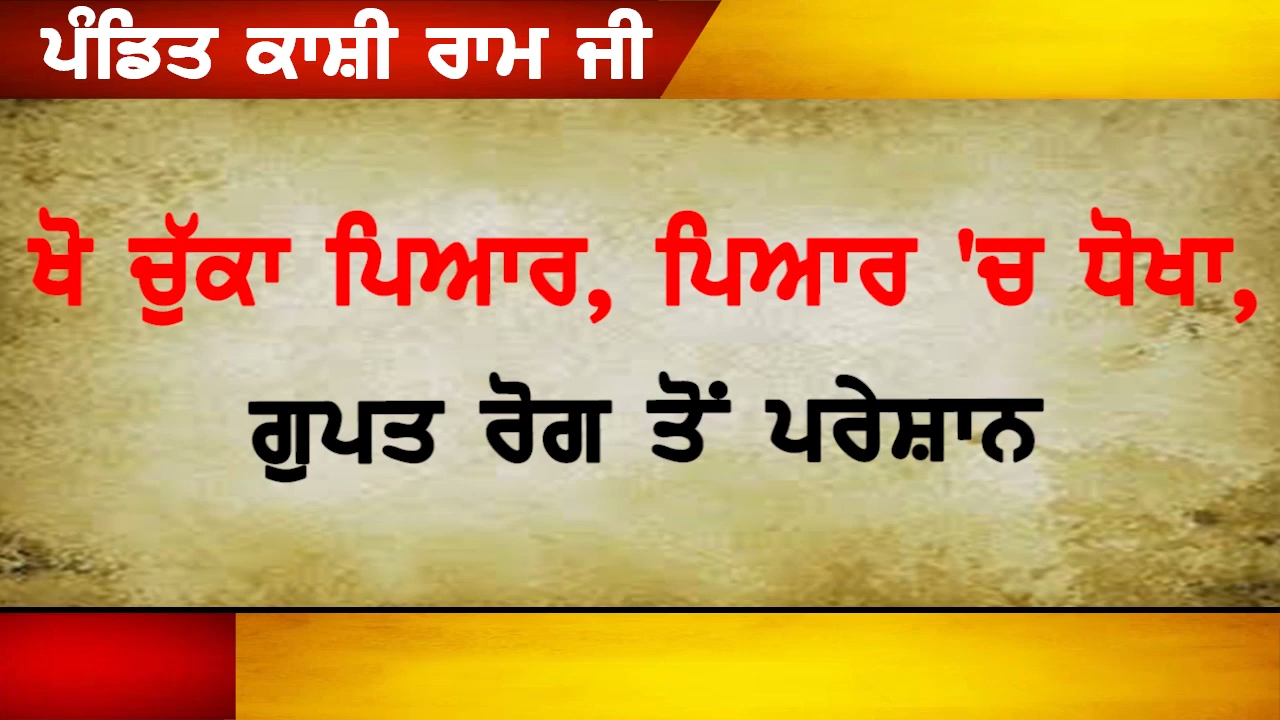 ਪੰਡਿਤ ਕਾਸ਼ੀ ਰਾਮ ਜੀ
ਖੋ ਚੁੱਕਾ ਪਿਆਰ, ਪਿਆਰ 'ਚ ਧੋਖਾ,
ਗੁਪਤ ਰੋਗ ਤੋਂ ਪਰੇਸ਼ਾਨ